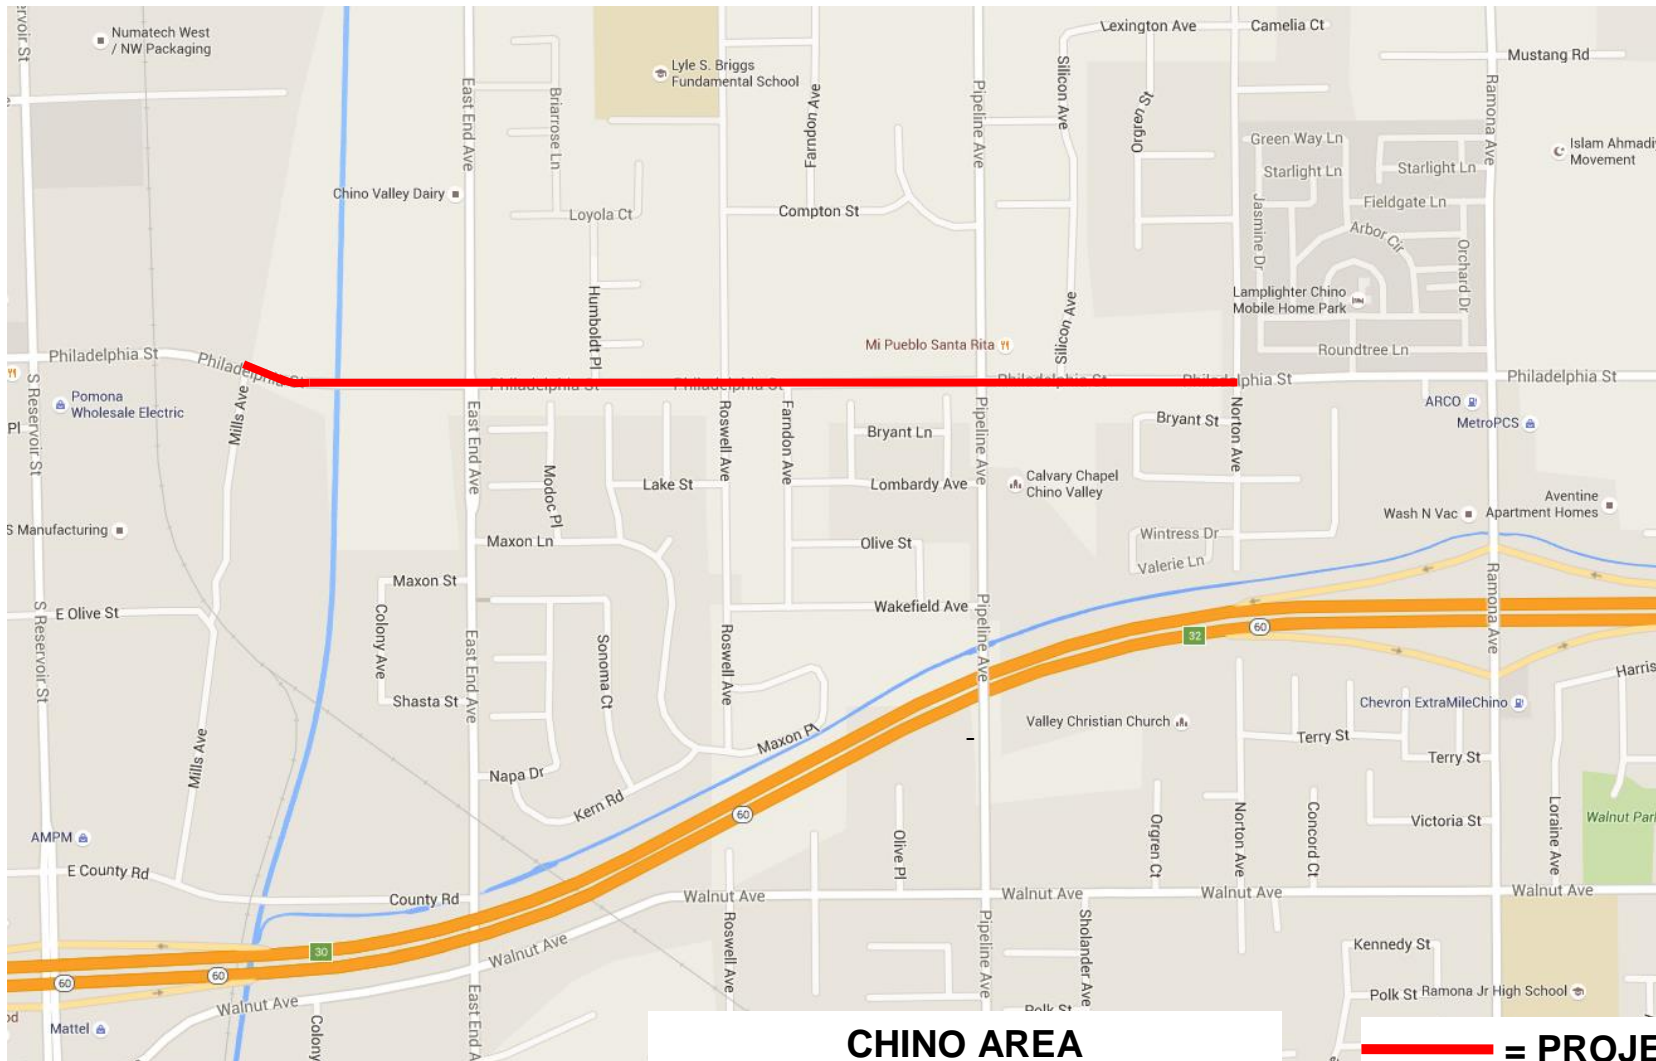 Numatech West
/ NW Packaging
Lyle S. Briggs
Fundamental School
Lexington Ave
Camelia Ct
Mustang Rd
Silicon Ave
Orgren St
Pipeline Ave
Ramona Ave
East End Ave
Briarrose Ln
Farndon Ave
Green Way Ln
Starlight Ln
Starlight Ln
Islam Ahmadi
Movement
Chino Valley Dairy
Loyola Ct
Compton St
Fieldgate Ln
Jasmine Dr
Arbor Cir
Orchard Dr
Humboldt Pl
Silicon Ave
Lamplighter Chino
Mobile Home Park
Mi Pueblo Santa Rita
Roundtree Ln
Philadelphia St
Philadelphia St
Philadelphia St
Philadelphia St
Philadelphia St
Philadelphia St
Philadelphia St
S Reservoir St
Pomona
Wholesale Electric
Mills Ave
East End Ave
Roswell Ave
Farndon Ave
Pipeline Ave
Norton Ave
ARCO
MetroPCS
Bryant St
Bryant Ln
Pl
Modoc Pl
Lake St
Lombardy Ave
Calvary Chapel
Chino Valley
Aventine
Apartment Homes
Wash N Vac
S Manufacturing
Maxon Ln
Olive St
Wintress Dr
Valerie Ln
Maxon St
Colony Ave
E Olive St
S Reservoir St
Wakefield Ave
Pipeline Ave
Ramona Ave
32
60
East End Ave
Sonoma Ct
Roswell Ave
Shasta St
Harris
Chevron ExtraMileChino
Valley Christian Church
Terry St
Terry St
Maxon Pl
Mills Ave
Napa Dr
Kern Rd
60
Olive Pl
Orgren Ct
Norton Ave
Concord Ct
Victoria St
Loraine Ave
Walnut Park
AMPM
E County Rd
County Rd
Walnut Ave
Walnut Ave
Walnut Ave
Walnut Ave
Roswell Ave
Pipeline Ave
Sholander Ave
Kennedy St
30
60
60
Walnut Ave
Walnut Ave
Polk St
Polk St
Ramona Jr High School
Mattel
Colony
East End A
CHINO AREA
= PROJE